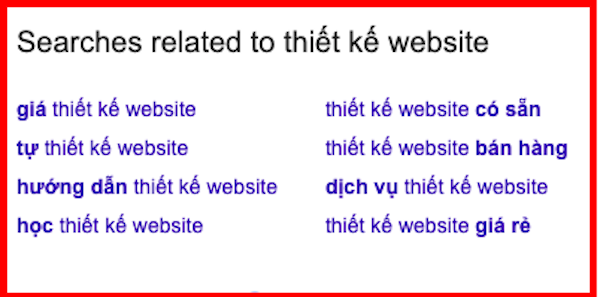 Searches related to thiết kế website
giá thiết kế website
tự thiết kế website
hướng dẫn thiết kế website
học thiết kế website
thiết kế website có sẵn
thiết kế website bán hàng
dịch vụ thiết kế website
thiết kế website giá rẻ